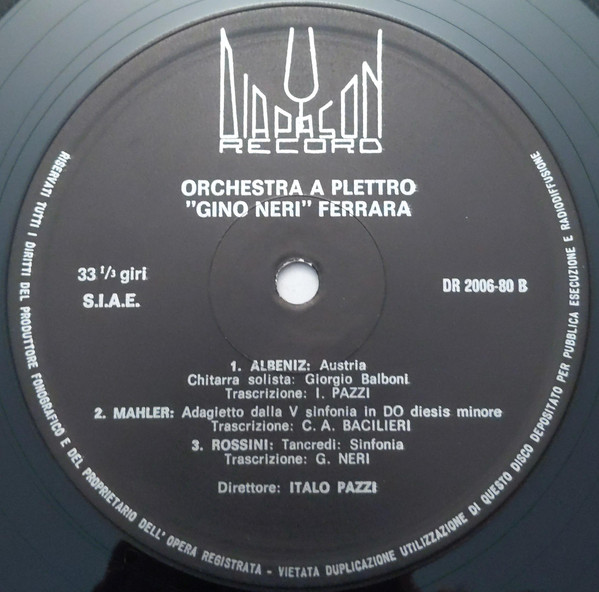 DIAPASON
RECORD
ORCHESTRA A PLETTRO
"GINO NERI" FERRARA
33 1/3 giri
S.I.A.E.
DR 2006-80 B
1. ALBENIZ: Austria
Chitarra solista: Giorgio Balboni
Trascrizione: I. PAZZI
2. MAHLER: Adagietto dalla V sinfonia in DO diesis minore
Trascrizione: C. A. BACILIERI
3. ROSSINI: Tancredi: Sinfonia
Trascrizione: G. NERI
Direttore: ITALO PAZZI
RISERVATI TUTTI I DIRITTI DEL PRODUTTORE FONOGRAFICO E DEL PROPRIETARIO DELL'OPERA REGISTRATA - VIETATA DUPLICAZIONE UTILIZZAZIONE DI QUESTO DISCO DEPOSITATO PER PUBBLICA ESECUZIONE E RADIODIFFUSIONE